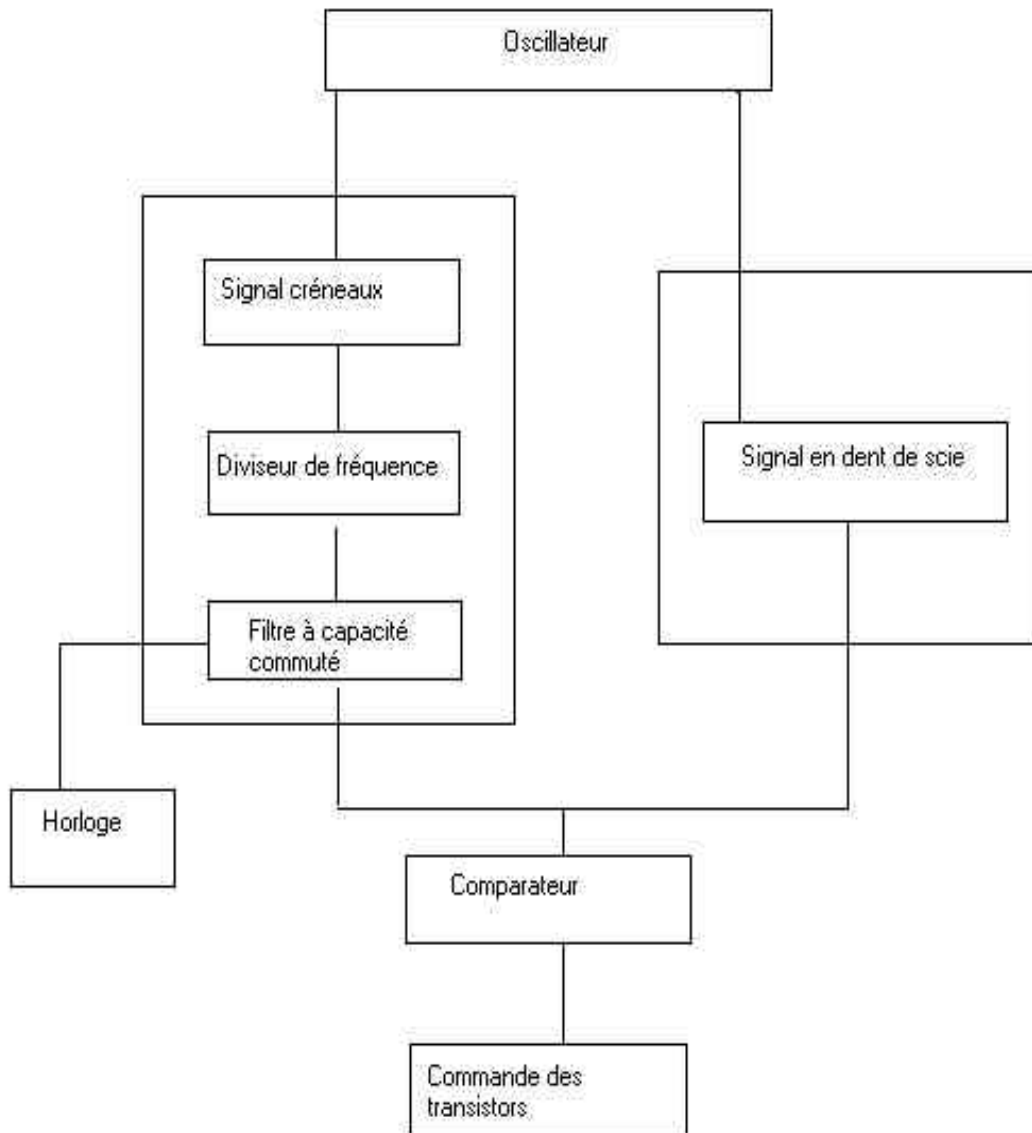 Oscillateur
Signal créneaux
Diviseur de fréquence
Signal en dent de scie
Filtre à capacité
commuté
Horloge
Comparateur
Commande des
transistors